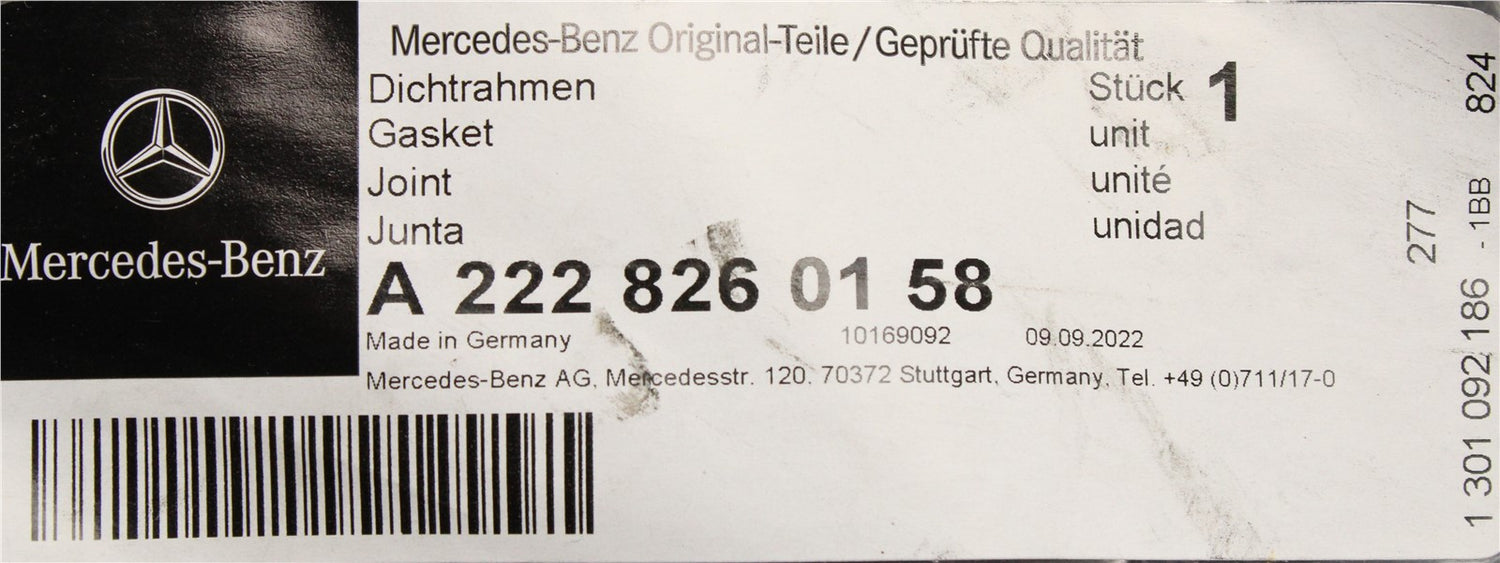 Mercedes-Benz
Mercedes-Benz Original-Teile/Geprüfte Qualität
Dichtrahmen
Gasket
Joint
Junta
Stück 1
unit
unité
unidad
A 222 826 01 58
Made in Germany 10169092 09.09.2022
Mercedes-Benz AG, Mercedesstr. 120, 70372 Stuttgart, Germany, Tel. +49 (0)711/17-0
277
1 301 092 186 - 1BB 824